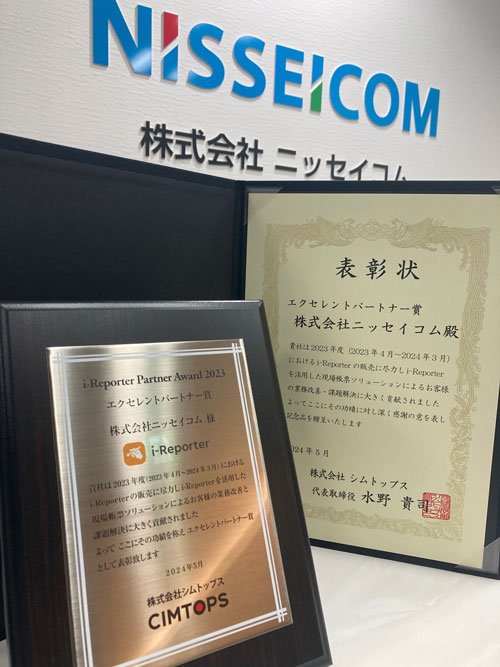 NISSEICOM
株式会社 ニッセイコム
表彰状
エクセレントパートナー賞
株式会社ニッセイコム殿
貴社は2023年度（2023年4月〜2024年3月）
におけるi-Reporterの販売に尽力しi-Reporter
を活用した現場帳票ソリューションによるお客様
の業務改善・課題解決に大きく貢献されました
よってここにその功績に対し深く感謝の意を表し
記念品を贈呈いたします
2024年5月
株式会社 シムトップス
代表取締役 水野 貴司
i-Reporter Partner Award 2023
エクセレントパートナー賞
株式会社ニッセイコム 様
i-Reporter
貴社は2023年度(2023年4月〜2024年3月)における
i-Reporterの販売に尽力しi-Reporterを活用した
現場帳票ソリューションによるお客様の業務改善と
課題解決に大きく貢献されました
よって ここにその功績を称え エクセレントパートナー賞
として表彰致します
2024年5月
株式会社シムトップス
CIMTOPS